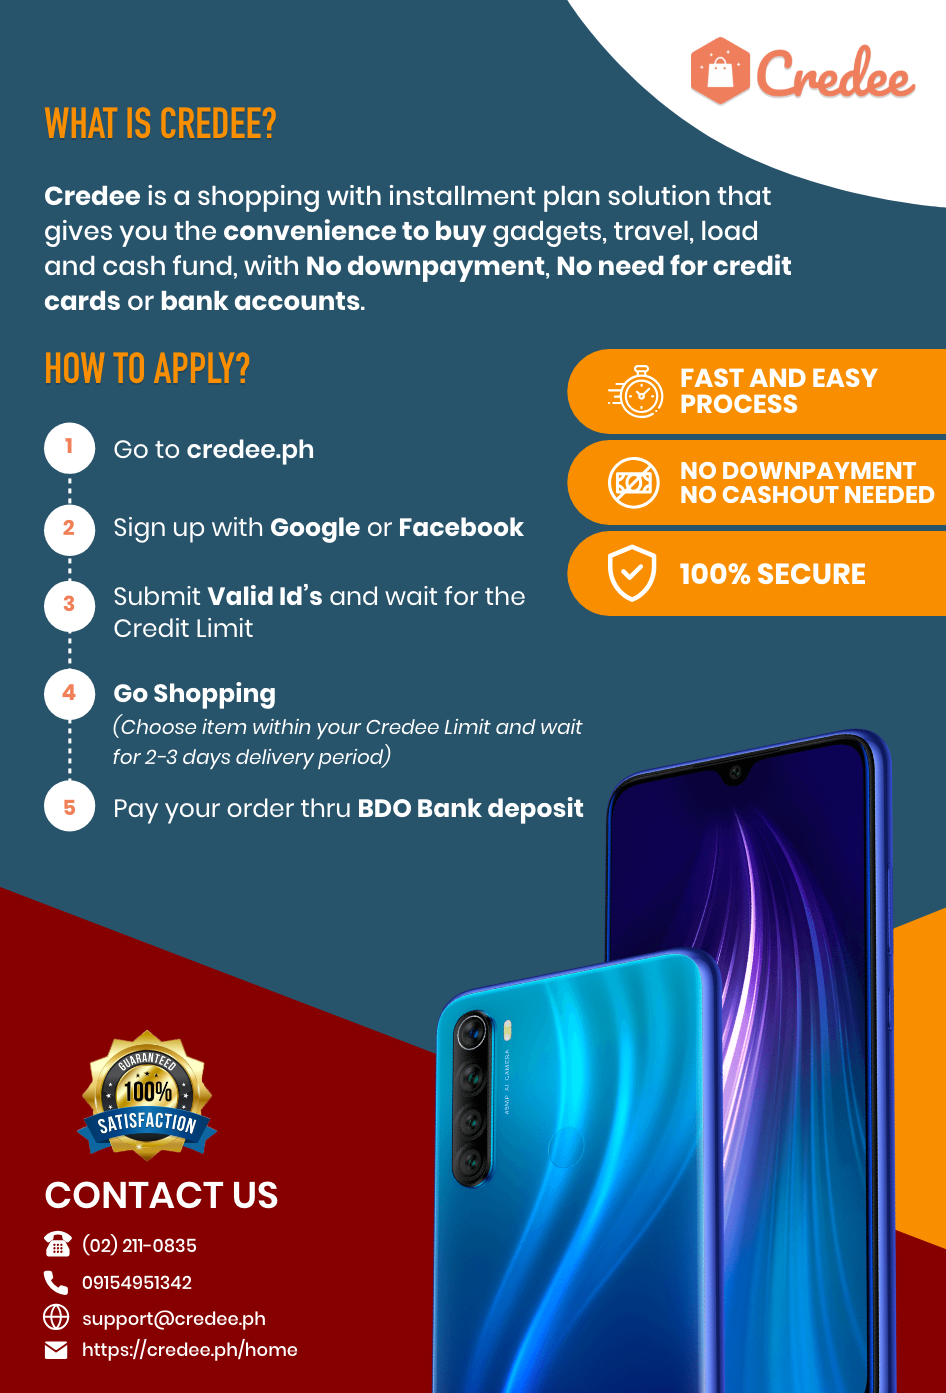 Credee
WHAT IS CREDEE?
Credee is a shopping with installment plan solution that
gives you the convenience to buy gadgets, travel, load
and cash fund, with No downpayment, No need for credit
cards or bank accounts.
HOW TO APPLY?
1
Go to credee.ph
2
Sign up with Google or Facebook
3
Submit Valid Id's and wait for the
Credit Limit
4
Go Shopping
(Choose item within your Credee Limit and wait
for 2-3 days delivery period)
5
Pay your order thru BDO Bank deposit
FAST AND EASY
PROCESS
NO DOWNPAYMENT
NO CASHOUT NEEDED
100% SECURE
48MP AI CAMERA
GUARANTEED
100%
SATISFACTION
CONTACT US
(02) 211-0835
09154951342
support@credee.ph
https://credee.ph/home